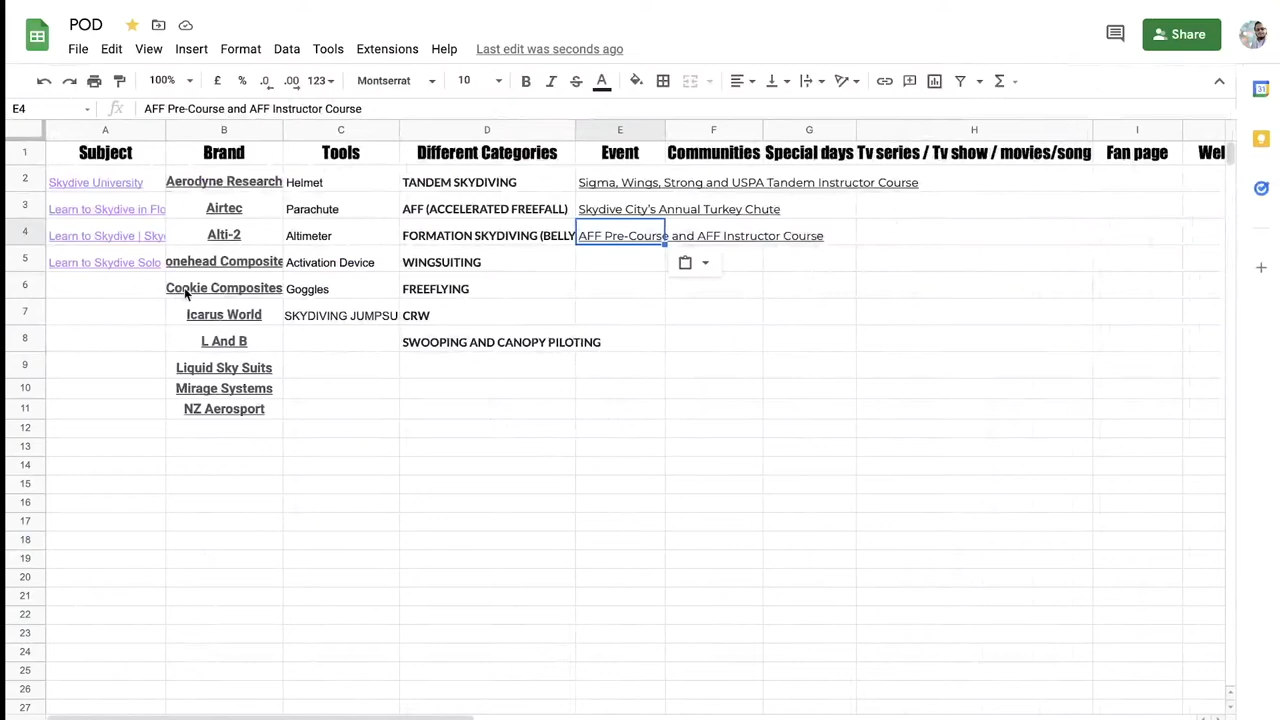 POD
File Edit View Insert Format Data Tools Extensions Help Last edit was seconds ago
Share
100% £ % .0 .00 123 Montserrat 10 B I S A
E4 fx AFF Pre-Course and AFF Instructor Course
A B C D E F G H I
1 Subject Brand Tools Different Categories Event Communities Special days Tv series / Tv show / movies/song Fan page Wel
2 Skydive University Aerodyne Research Helmet TANDEM SKYDIVING Sigma, Wings, Strong and USPA Tandem Instructor Course
3 Learn to Skydive in Flo Airtec Parachute AFF (ACCELERATED FREEFALL) Skydive City's Annual Turkey Chute
4 Learn to Skydive | Sky Alti-2 Altimeter FORMATION SKYDIVING (BELLY AFF Pre-Course and AFF Instructor Course
5 Learn to Skydive Solo onehead Composite Activation Device WINGSUITING
6 Cookie Composites Goggles FREEFLYING
7 Icarus World SKYDIVING JUMPSU CRW
8 L And B SWOOPING AND CANOPY PILOTING
9 Liquid Sky Suits
10 Mirage Systems
11 NZ Aerosport
12
13
14
15
16
17
18
19
20
21
22
23
24
25
26
27
31